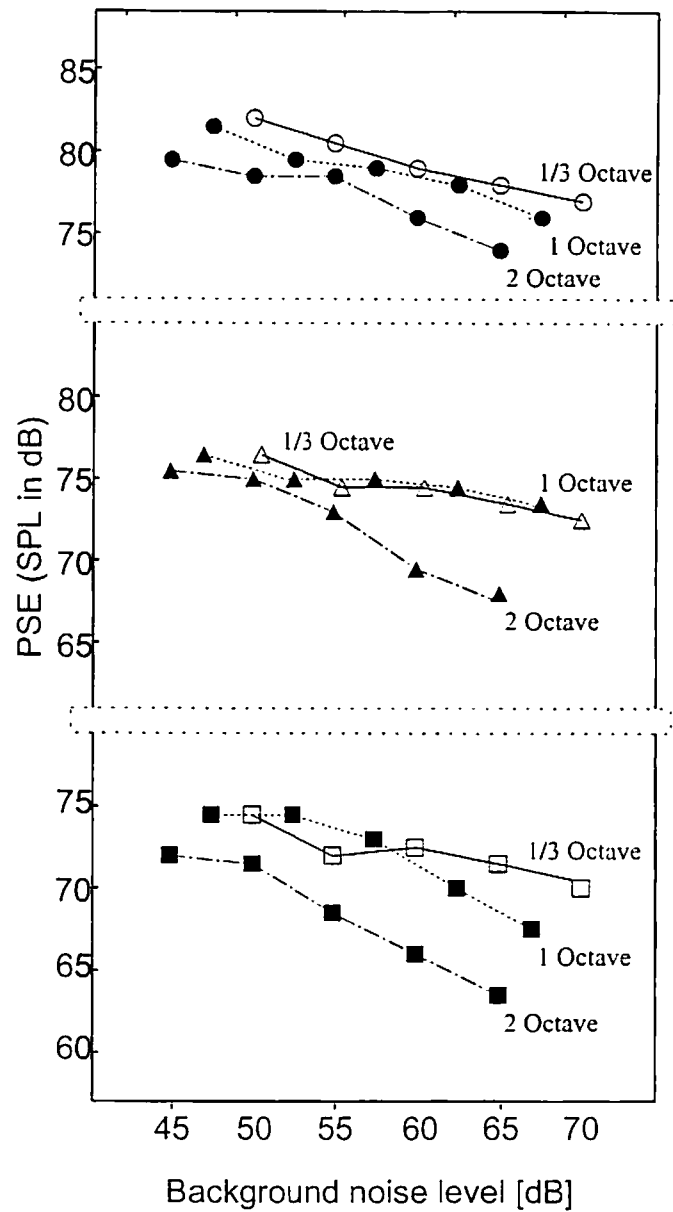 85
80
75
1/3 Octave
1 Octave
2 Octave
PSE (SPL in dB)
80
75
70
65
1/3 Octave
1 Octave
2 Octave
75
70
65
60
1/3 Octave
1 Octave
2 Octave
45 50 55 60 65 70
Background noise level [dB]